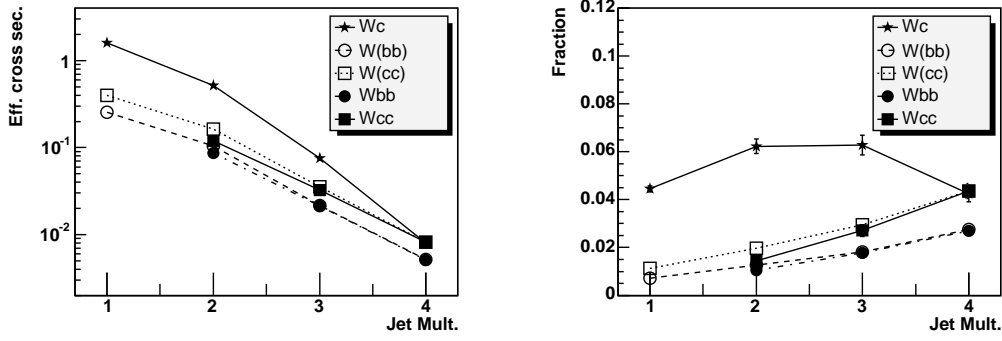 Eff. cross sec.
1
10-1
10-2
1
2
3
4
Jet Mult.
Wc
W(bb)
W(cc)
Wbb
Wcc
Fraction
0.12
0.1
0.08
0.06
0.04
0.02
0
1
2
3
4
Jet Mult.
Wc
W(bb)
W(cc)
Wbb
Wcc